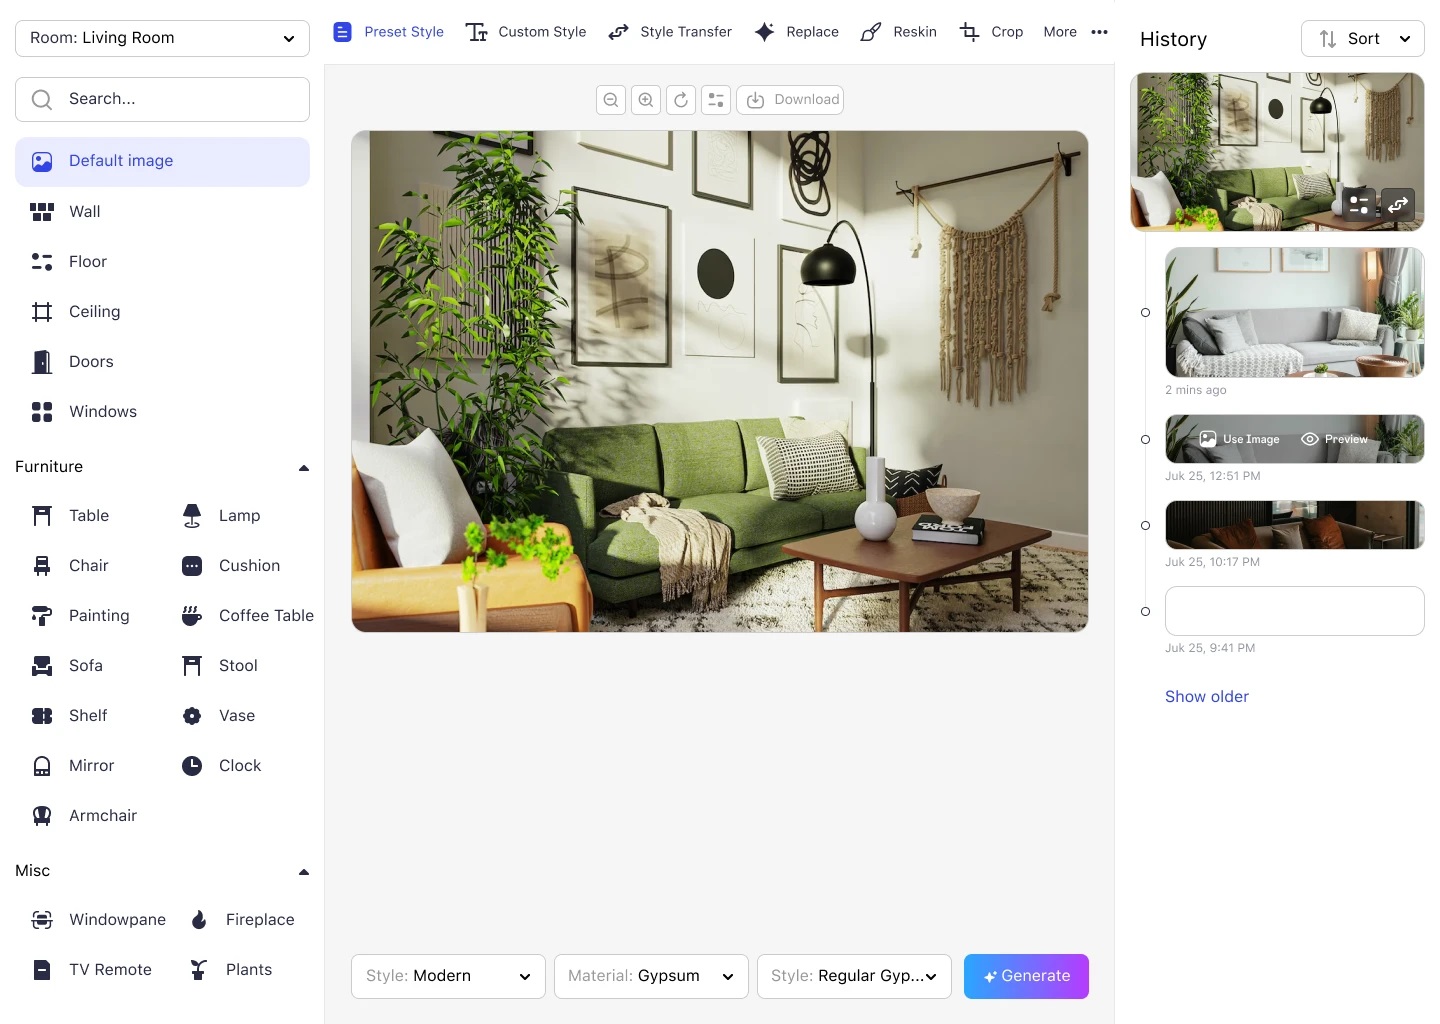 Room: Living Room
Search...
Default image
Wall
Floor
Ceiling
Doors
Windows
Furniture
Table
Lamp
Chair
Cushion
Painting
Coffee Table
Sofa
Stool
Shelf
Vase
Mirror
Clock
Armchair
Misc
Windowpane
Fireplace
TV Remote
Plants
Preset Style
Custom Style
Style Transfer
Replace
Reskin
Crop
More
Download
Style: Modern
Material: Gypsum
Style: Regular Gyp...
Generate
History
Sort
2 mins ago
Use Image
Preview
Juk 25, 12:51 PM
Juk 25, 10:17 PM
Juk 25, 9:41 PM
Show older